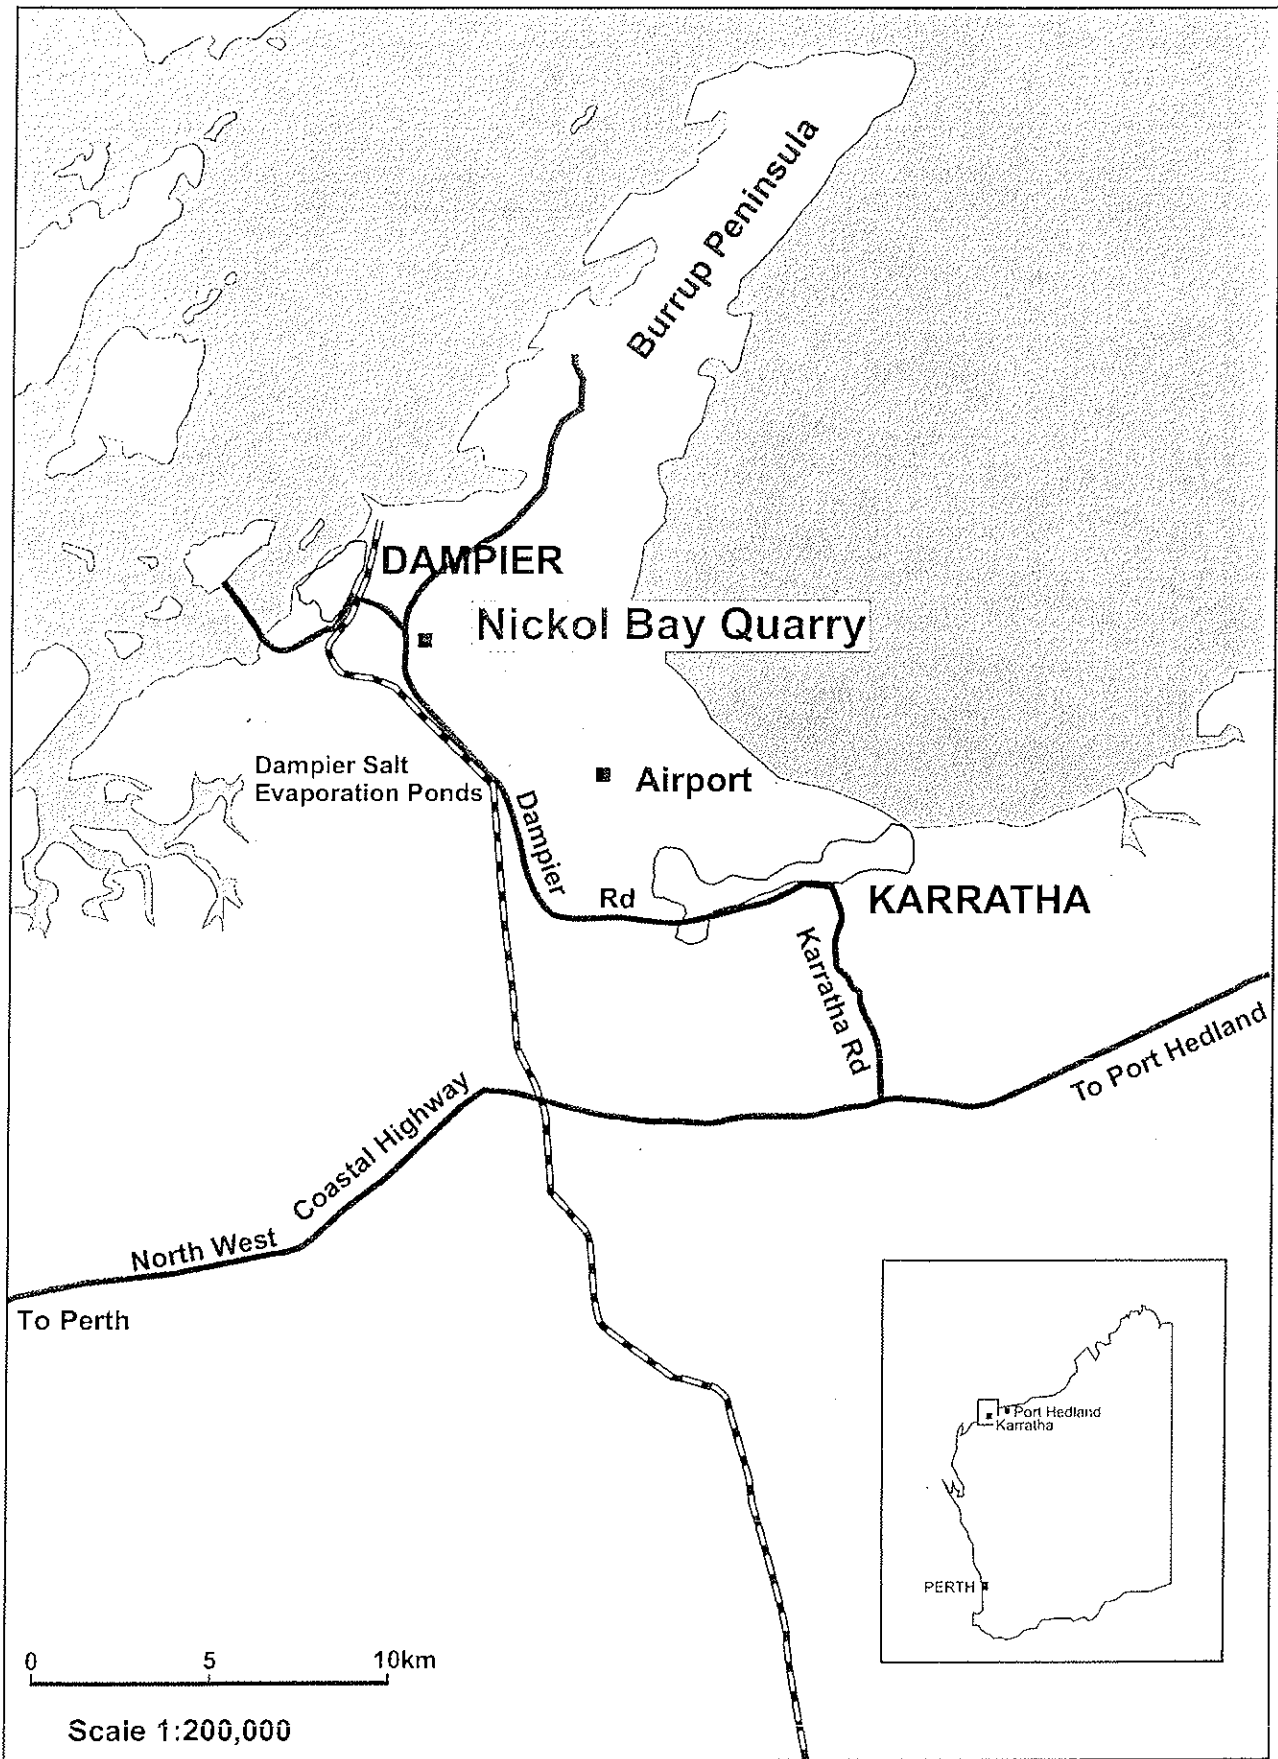 Burrup Peninsula
DAMPIER
Nickol Bay Quarry
Dampier Salt
Evaporation Ponds
Airport
Dampier
Rd
KARRATHA
Karratha Rd
To Port Hedland
North West
Coastal Highway
To Perth
Port Hedland
Karratha
PERTH
0 5 10km
Scale 1:200,000